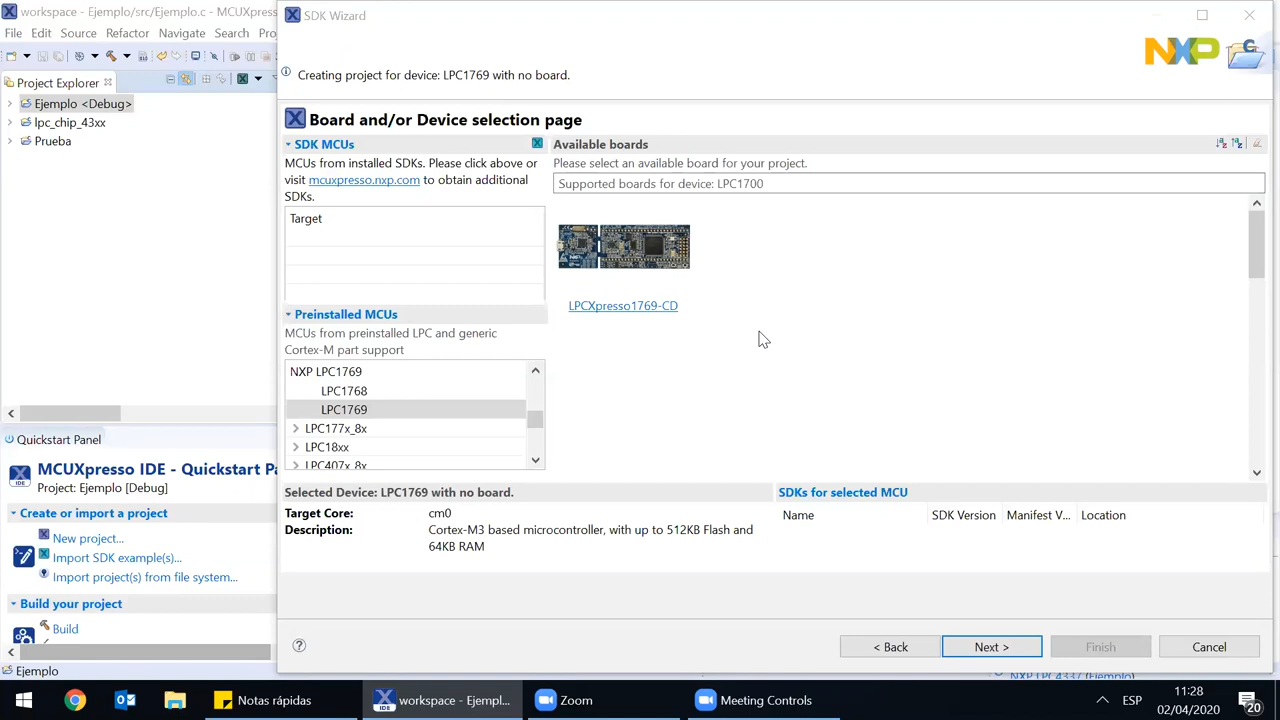 workspace - Ejemplo/src/Ejemplo.c - MCUXpress
File Edit Source Refactor Navigate Search Pro
Project Explorer
Ejemplo <Debug>
lpc_chip_43xx
Prueba
Quickstart Panel
IDE
MCUXpresso IDE - Quickstart Pa
Project: Ejemplo [Debug]
Create or import a project
New project...
Import SDK example(s)...
Import project(s) from file system...
Build your project
Build
Ejemplo
SDK Wizard
Creating project for device: LPC1769 with no board.
NXP
Board and/or Device selection page
SDK MCUs
MCUs from installed SDKs. Please click above or
visit mcuxpresso.nxp.com to obtain additional
SDKs.
Target
Preinstalled MCUs
MCUs from preinstalled LPC and generic
Cortex-M part support
NXP LPC1769
LPC1768
LPC1769
LPC177x_8x
LPC18xx
LPC407x_8x
Available boards
Please select an available board for your project.
Supported boards for device: LPC1700
LPCXpresso1769-CD
Selected Device: LPC1769 with no board.
Target Core: cm0
Description: Cortex-M3 based microcontroller, with up to 512KB Flash and
64KB RAM
SDKs for selected MCU
Name SDK Version Manifest V... Location
< Back Next > Finish Cancel
NXP LPC4337 (Ejemplo)
Notas rápidas
IDE
workspace - Ejempl...
Zoom
Meeting Controls
ESP
11:28
02/04/2020
20